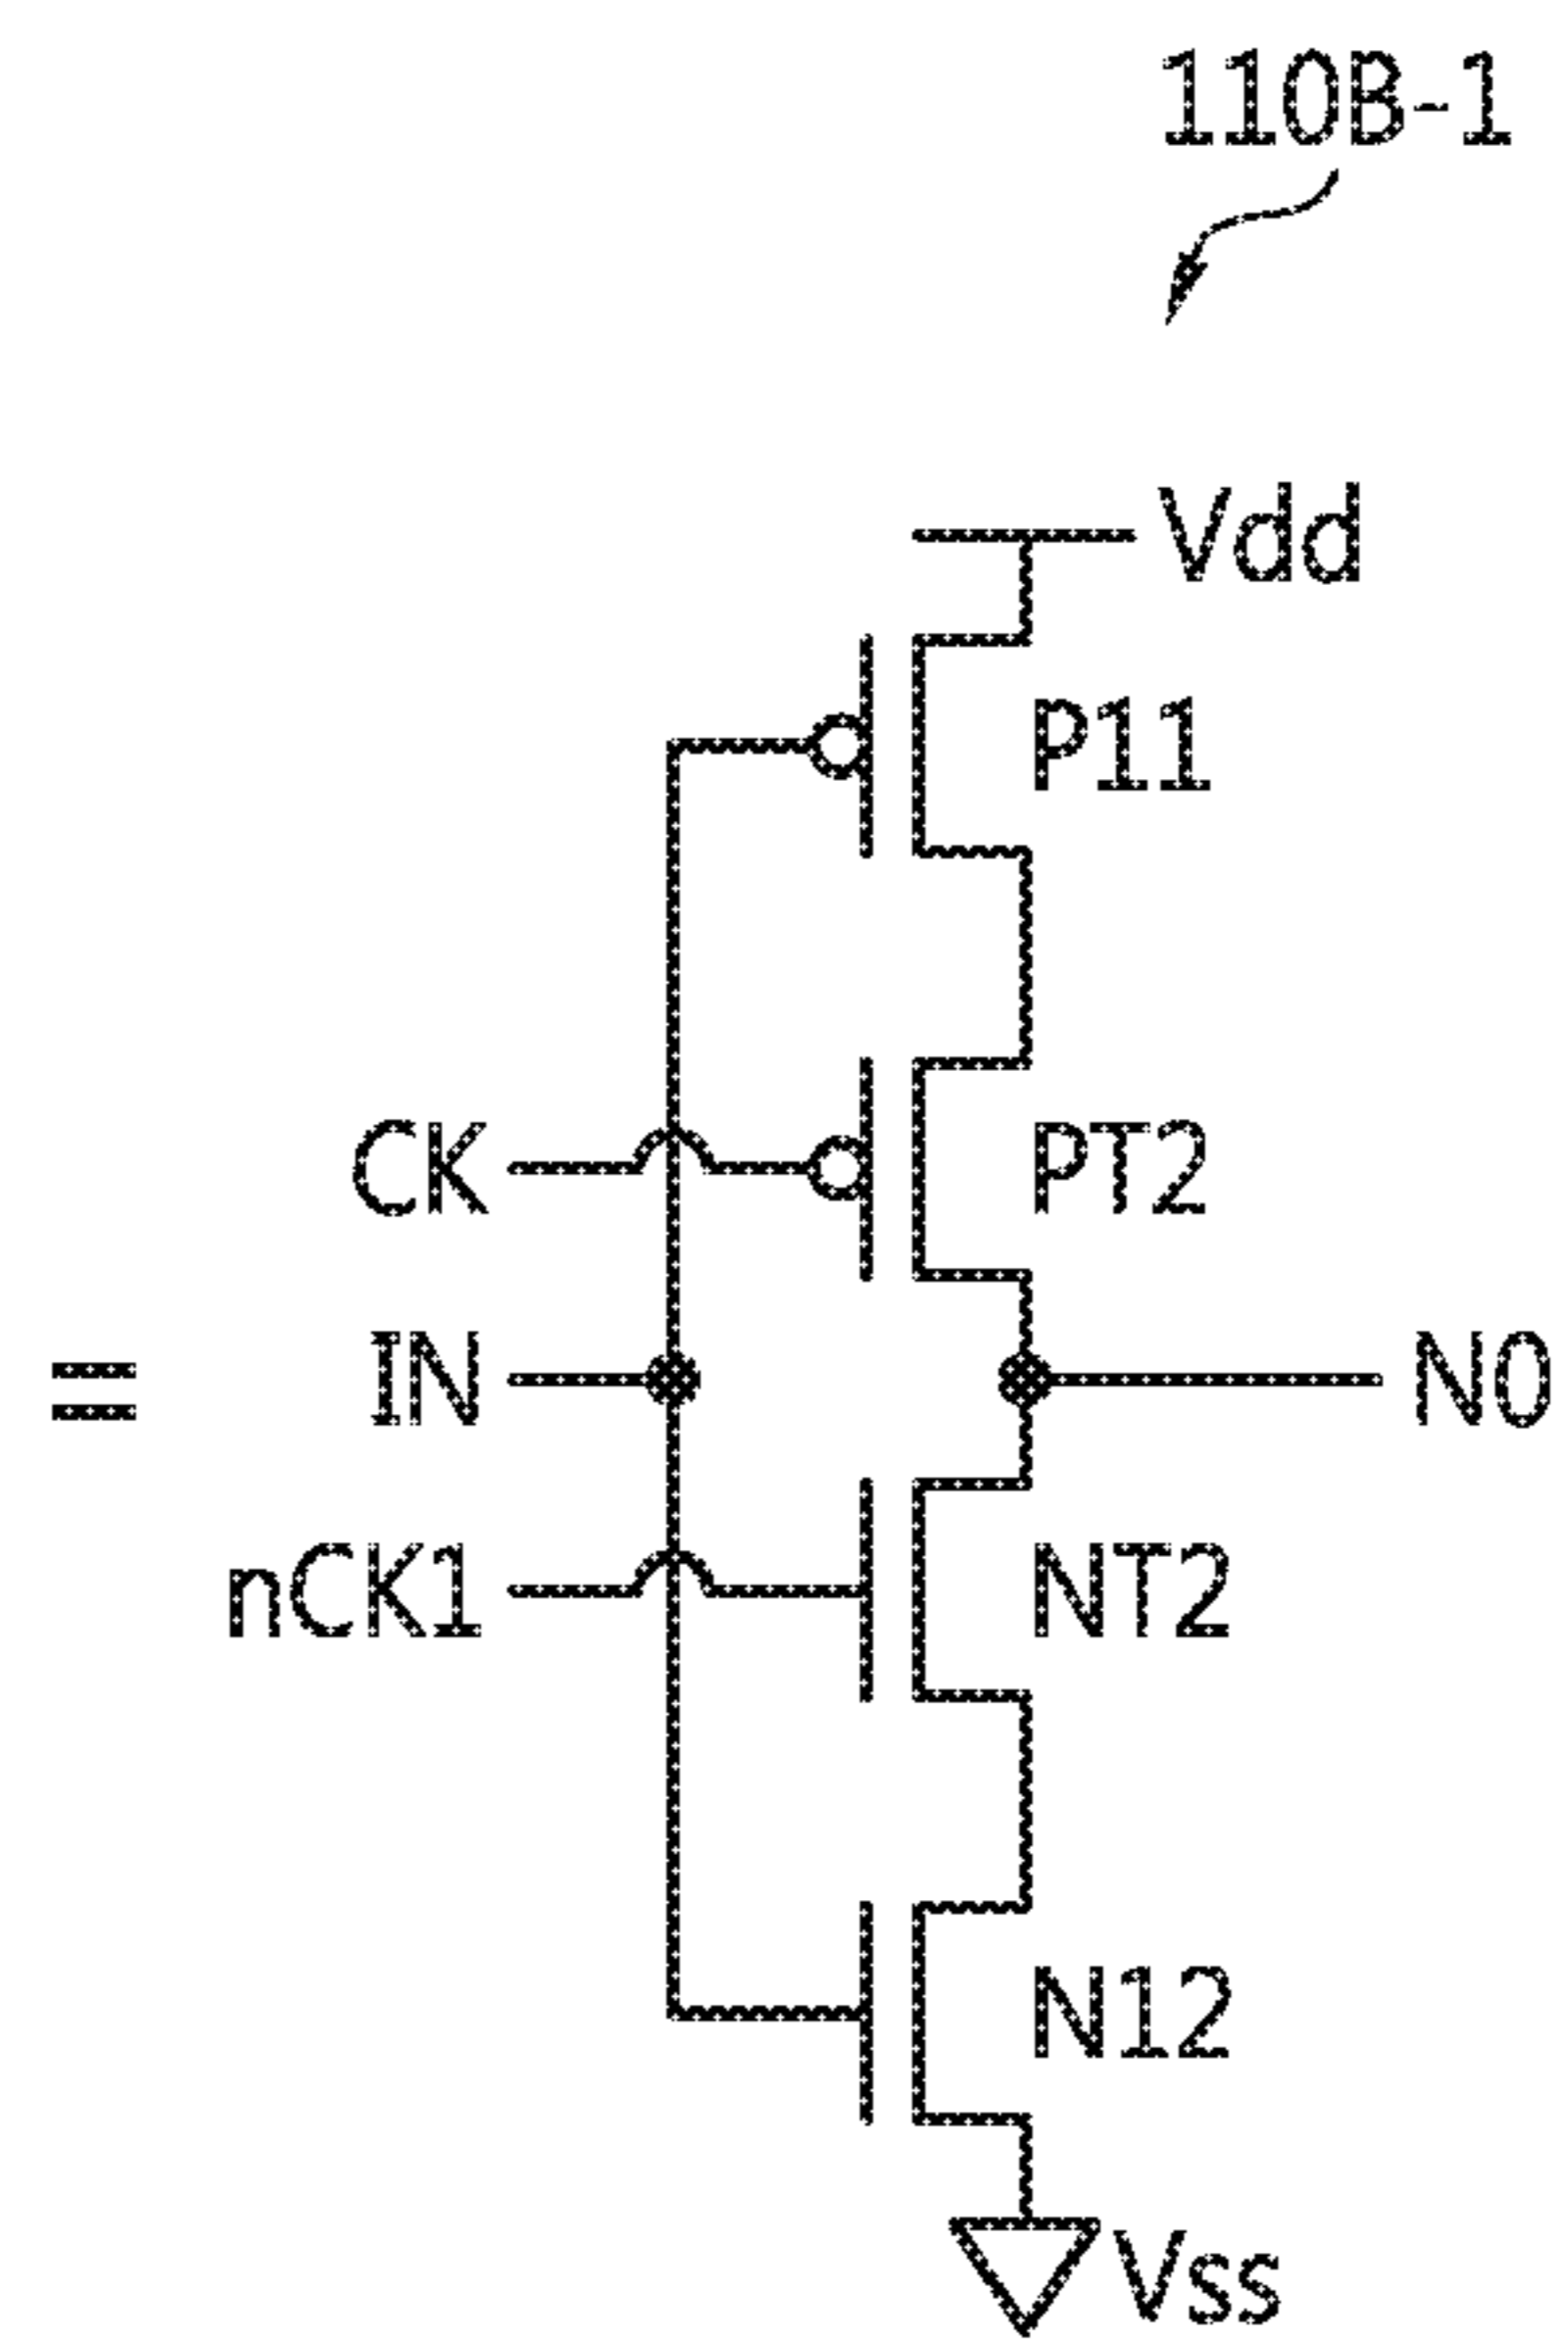 110B-1
Vdd
P11
CK
PT2
= IN
N0
nCK1
NT2
N12
Vss